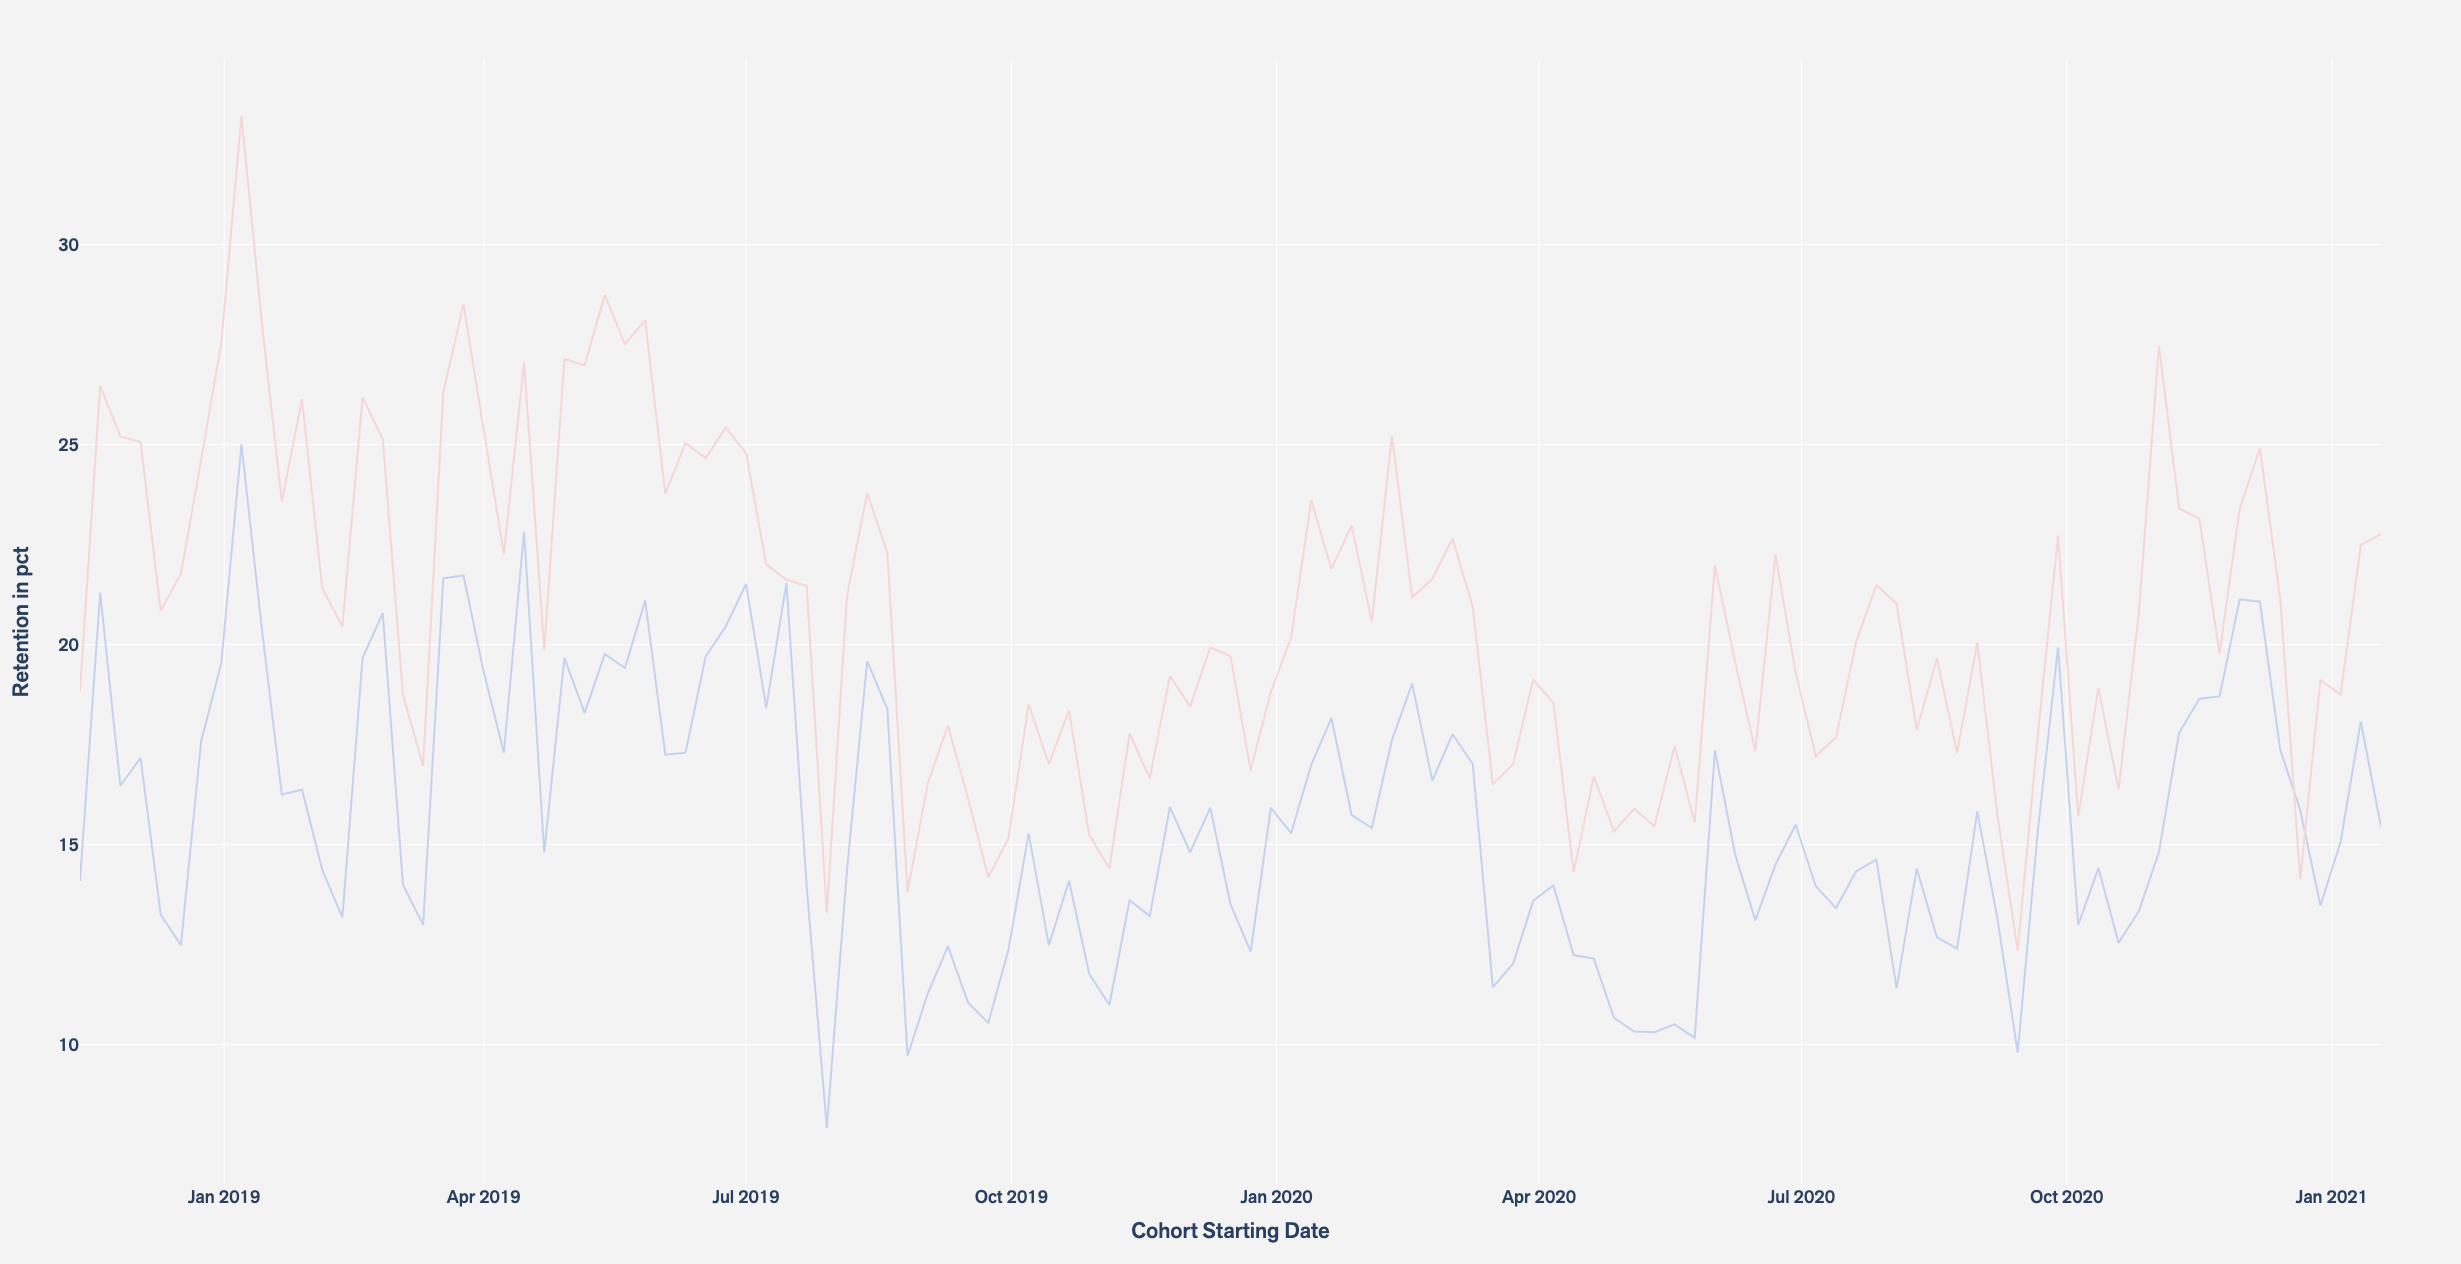 30
25
20
15
10
Retention in pct
Jan 2019
Apr 2019
Jul 2019
Oct 2019
Jan 2020
Apr 2020
Jul 2020
Oct 2020
Jan 2021
Cohort Starting Date